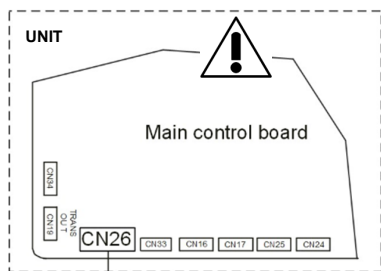 UNIT
Main control board
CN34
CN19
TRANS
OUT
CN26
CN33
CN16
CN17
CN25
CN24